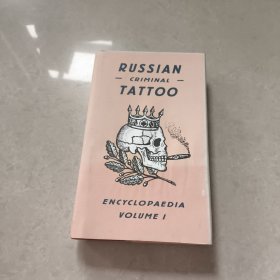 RUSSIAN
— CRIMINAL —
TATTOO
ENCYCLOPAEDIA
VOLUME I